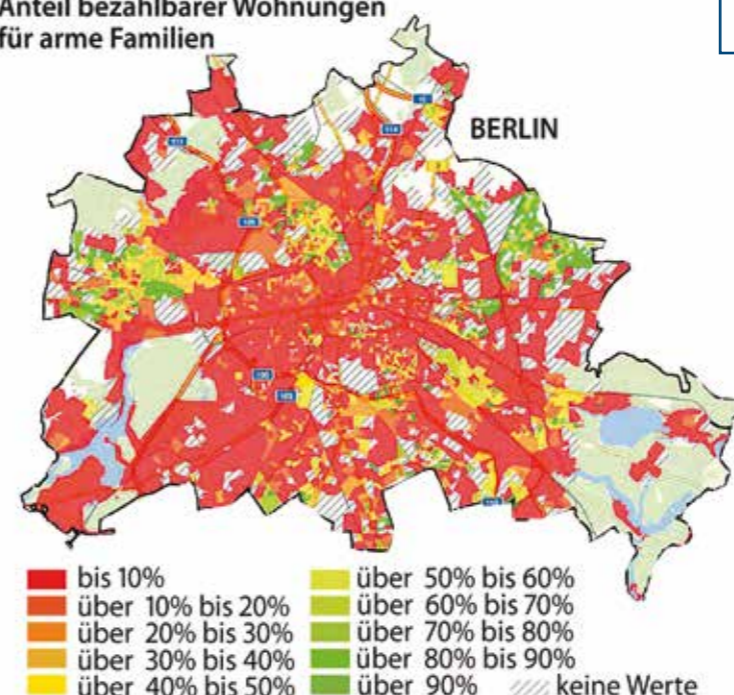 Anteil bezahlbarer Wohnungen
für arme Familien
BERLIN
bis 10%
über 10% bis 20%
über 20% bis 30%
über 30% bis 40%
über 40% bis 50%
über 50% bis 60%
über 60% bis 70%
über 70% bis 80%
über 80% bis 90%
über 90%
keine Werte